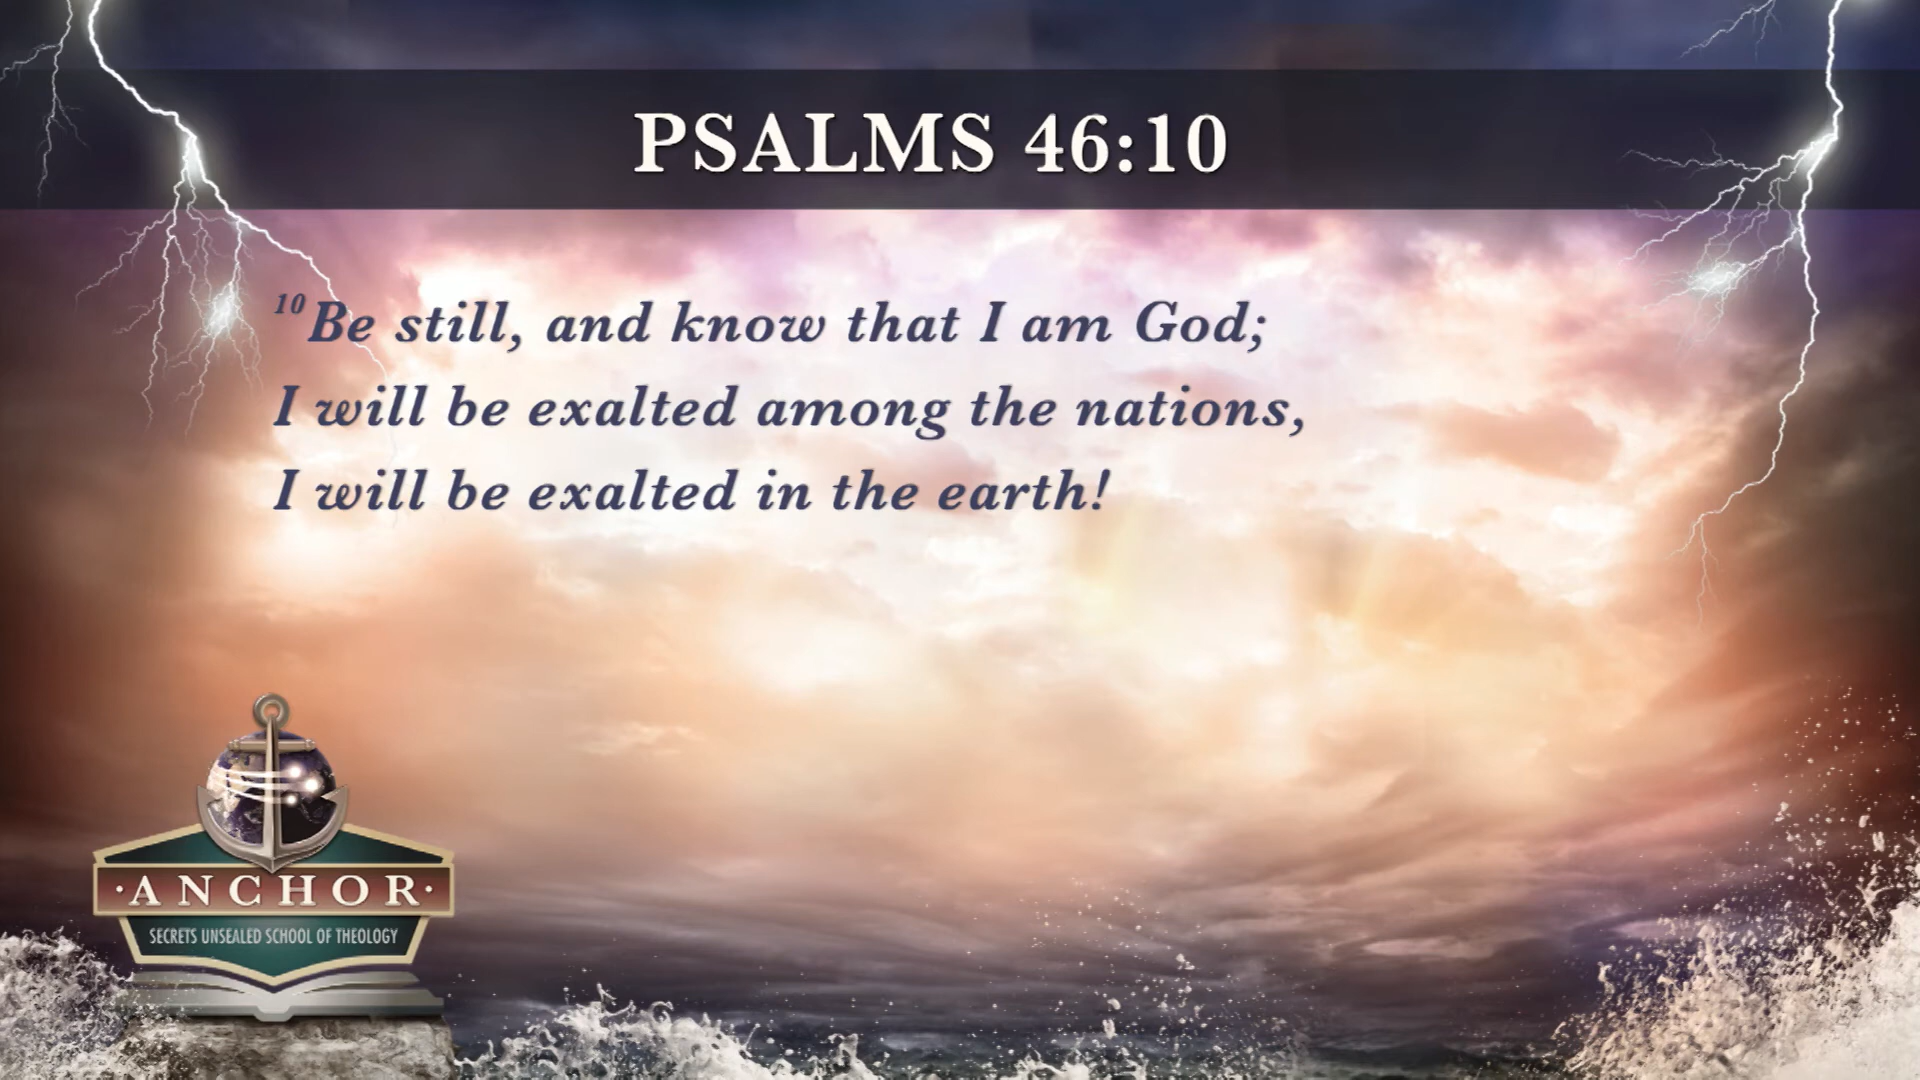 PSALMS 46:10
10 Be still, and know that I am God;
I will be exalted among the nations,
I will be exalted in the earth!
·ANCHOR·
SECRETS UNSEALED SCHOOL OF THEOLOGY